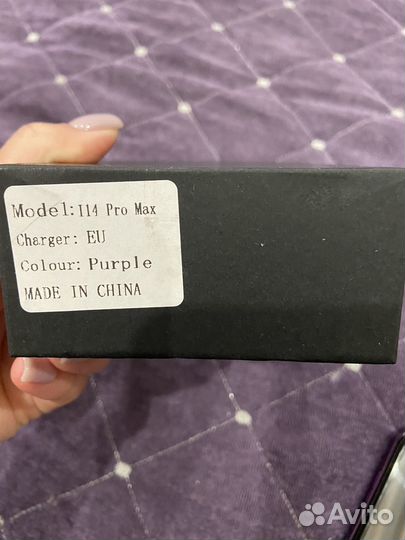 Model: I14 Pro Max
Charger: EU
Colour: Purple
MADE IN CHINA
Avito